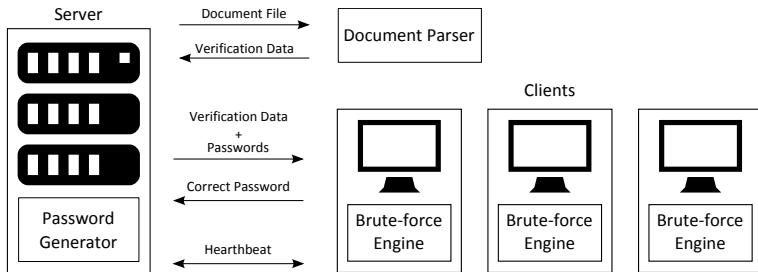 Server
Document File
Document Parser
Verification Data
Clients
Verification Data
+
Passwords
Correct Password
Password
Generator
Brute-force
Engine
Brute-force
Engine
Brute-force
Engine
Hearthbeat